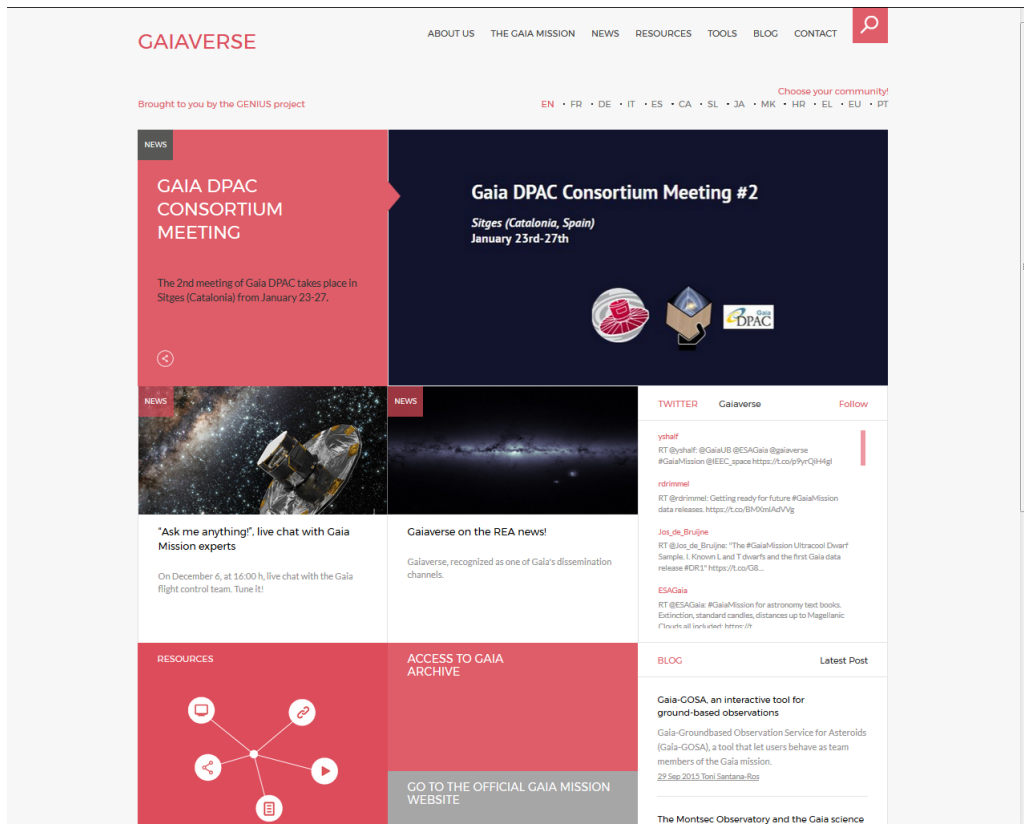 GAIAVERSE
ABOUT US THE GAIA MISSION NEWS RESOURCES TOOLS BLOG CONTACT
Choose your community!
Brought to you by the GENIUS project
EN · FR · DE · IT · ES · CA · SL · JA · MK · HR · EL · EU · PT
NEWS
GAIA DPAC
CONSORTIUM
MEETING
The 2nd meeting of Gaia DPAC takes place in
Sitges (Catalonia) from January 23-27.
Gaia DPAC Consortium Meeting #2
Sitges (Catalonia, Spain)
January 23rd-27th
Gaia
DPAC
NEWS
"Ask me anything!", live chat with Gaia
Mission experts
On December 6, at 16:00 h, live chat with the Gaia
flight control team. Tune it!
NEWS
Gaiaverse on the REA news!
Gaiaverse, recognized as one of Gaia's dissemination
channels.
TWITTER Gaiaverse Follow
yshalf
RT @yshalf: @GaiaUB @ESAGaia @gaiaverse
#GaiaMission @IEEC_space https://t.co/p9yrQiH4gI
rdrimmel
RT @rdrimmel: Getting ready for future #GaiaMission
data releases. https://t.co/BMXmIAdVVg
Jos_de_Bruijne
RT @Jos_de_Bruijne: "The #GaiaMission Ultracool Dwarf
Sample. I. Known L and T dwarfs and the first Gaia data
release #DR1" https://t.co/G8...
ESAGaia
RT @ESAGaia: #GaiaMission for astronomy text books.
Extinction, standard candles, distances up to Magellanic
Clouds all included: https://t
RESOURCES
ACCESS TO GAIA
ARCHIVE
GO TO THE OFFICIAL GAIA MISSION
WEBSITE
BLOG Latest Post
Gaia-GOSA, an interactive tool for
ground-based observations
Gaia-Groundbased Observation Service for Asteroids
(Gaia-GOSA), a tool that let users behave as team
members of the Gaia mission.
29 Sep 2015 Toni Santana-Ros
The Montsec Observatory and the Gaia science